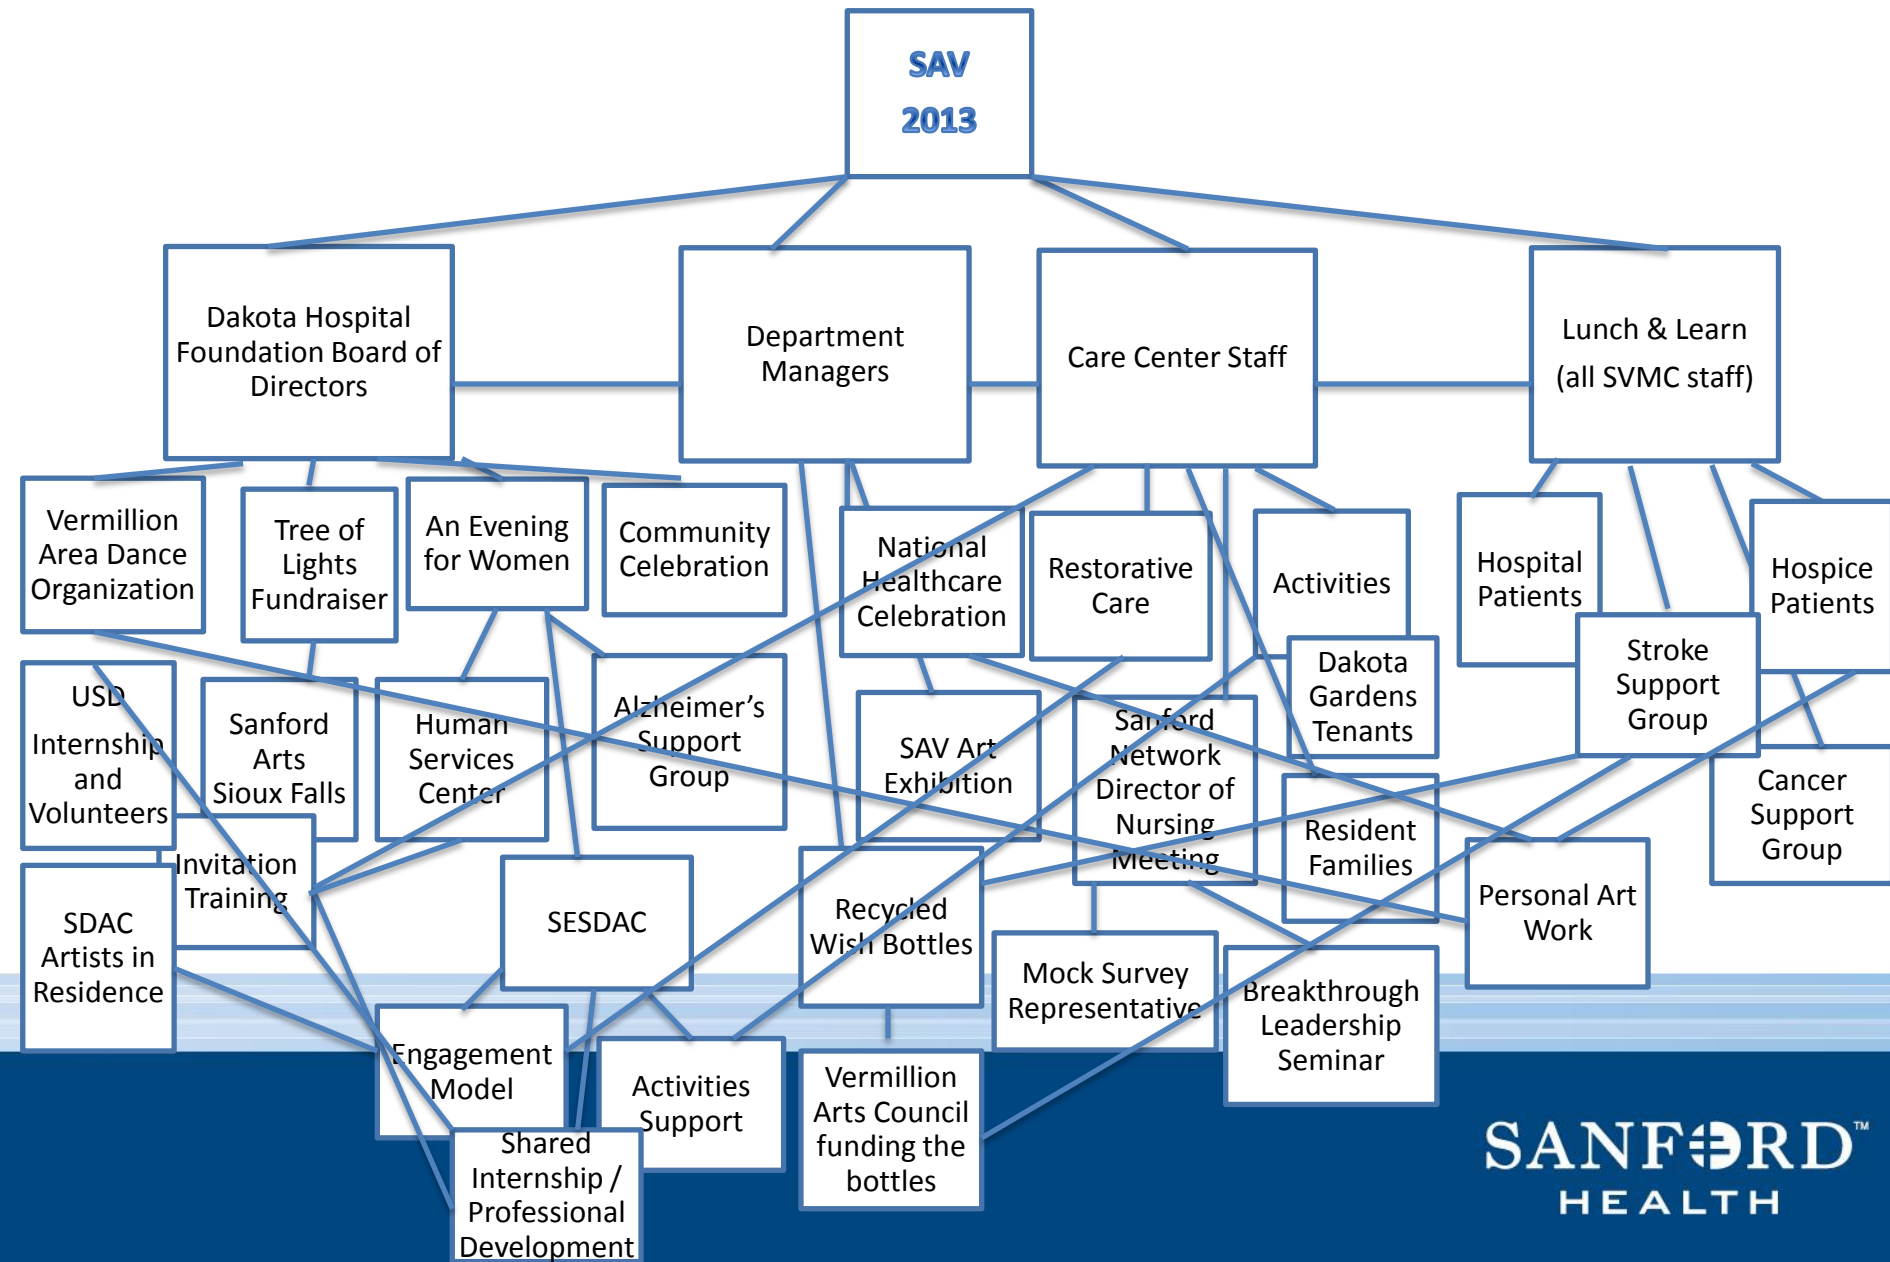 SAV
2013
Dakota Hospital
Foundation Board of
Directors
Department
Managers
Care Center Staff
Lunch & Learn
(all SVMC staff)
Vermillion
Area Dance
Organization
Tree of
Lights
Fundraiser
An Evening
for Women
Community
Celebration
National
Healthcare
Celebration
Restorative
Care
Activities
Hospital
Patients
Hospice
Patients
Stroke
Support
Group
Dakota
Gardens
Tenants
USD
Internship
and
Volunteers
Sanford
Arts
Sioux Falls
Human
Services
Center
Alzheimer's
Support
Group
SAV Art
Exhibition
Sanford
Network
Director of
Nursing
Meeting
Resident
Families
Cancer
Support
Group
Invitation
Training
SDAC
Artists in
Residence
SESDAC
Recycled
Wish Bottles
Personal Art
Work
Mock Survey
Representative
Breakthrough
Leadership
Seminar
Engagement
Model
Activities
Support
Vermillion
Arts Council
funding the
bottles
Shared
Internship /
Professional
Development
SANFORD™
HEALTH